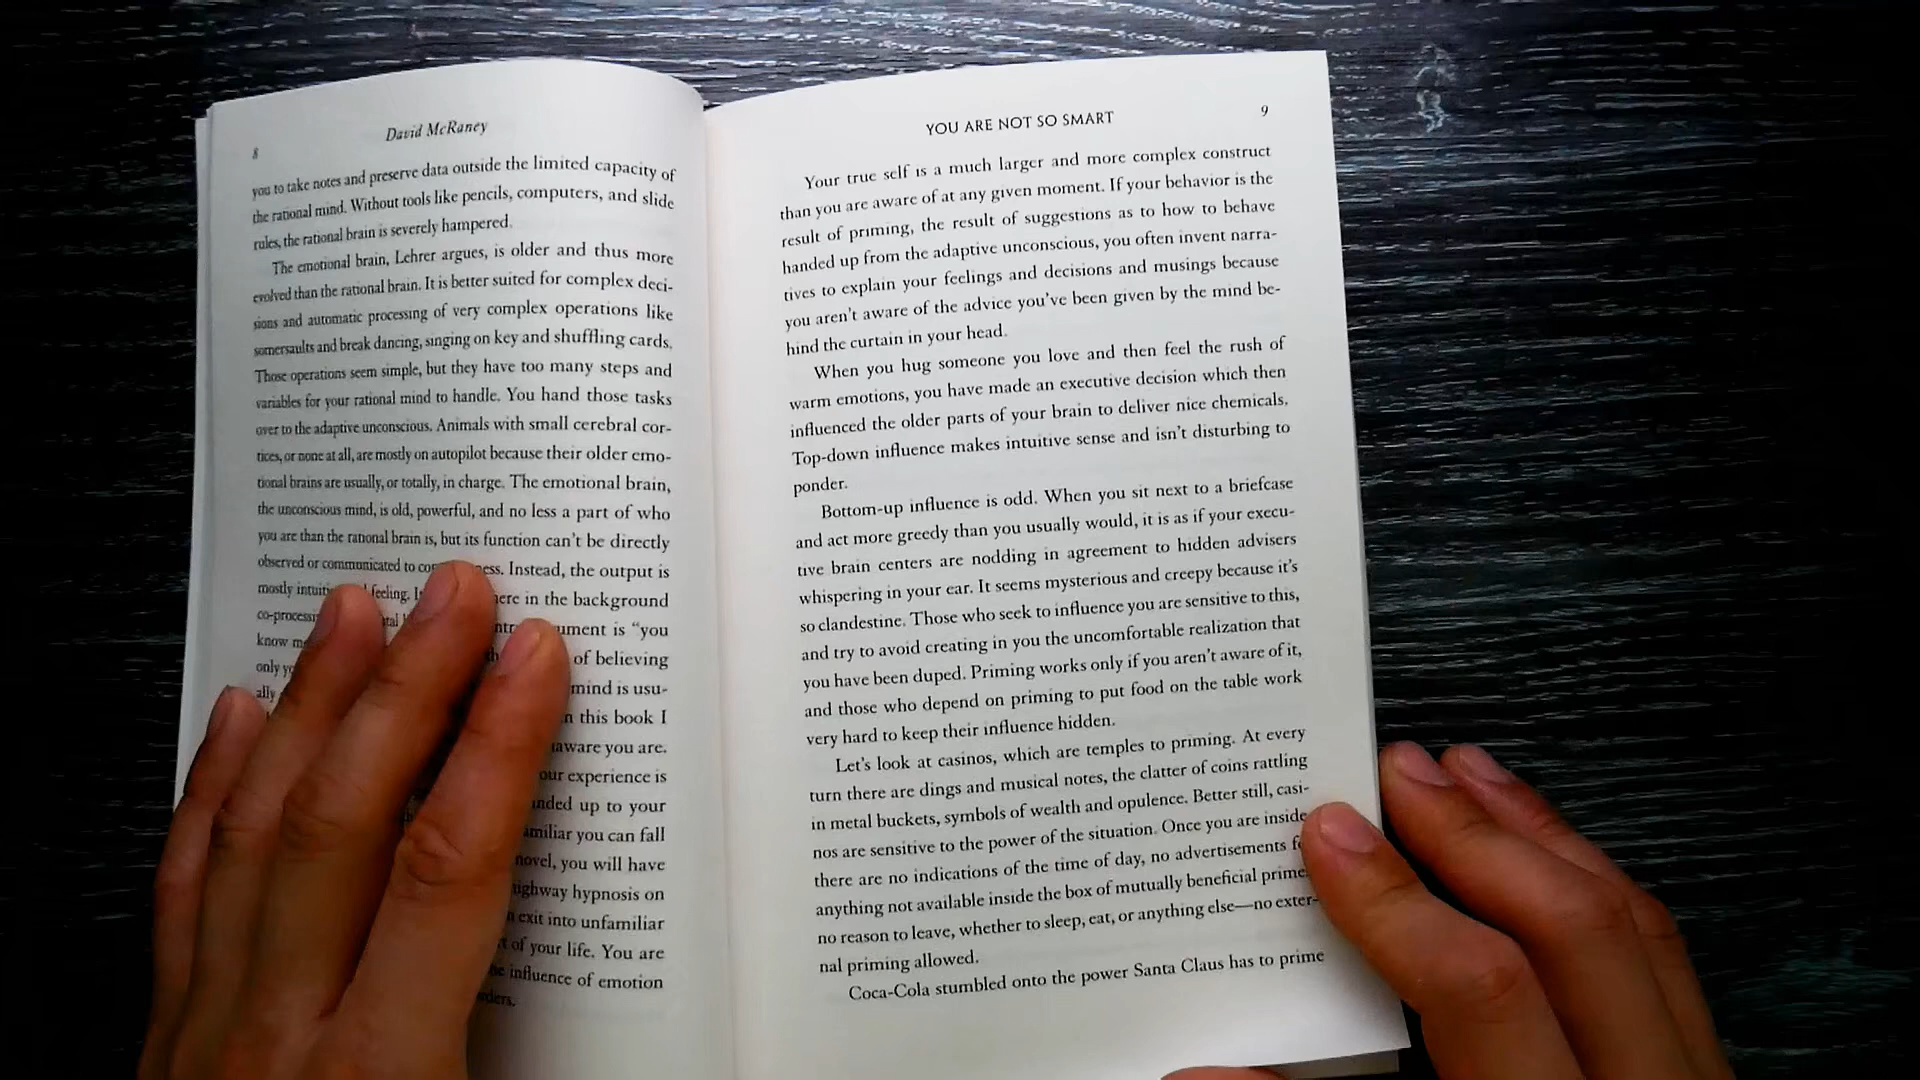 8
David McRaney
you to take notes and preserve data outside the limited capacity of
the rational mind. Without tools like pencils, computers, and slide
rules, the rational brain is severely hampered.
The emotional brain, Lehrer argues, is older and thus more
evolved than the rational brain. It is better suited for complex deci-
sions and automatic processing of very complex operations like
somersaults and break dancing, singing on key and shuffling cards.
Those operations seem simple, but they have too many steps and
variables for your rational mind to handle. You hand those tasks
over to the adaptive unconscious. Animals with small cerebral cor-
tices, or none at all, are mostly on autopilot because their older emo-
tional brains are usually, or totally, in charge. The emotional brain,
the unconscious mind, is old, powerful, and no less a part of who
you are than the rational brain is, but its function can't be directly
observed or communicated to Instead, the output is
mostly feeling. in the background
is "you
know of believing
only mind is usu-
ally this book I
aware you are.
our experience is
up to your
you can fall
novel, you will have
hypnosis on
exit into unfamiliar
of your life. You are
influence of emotion
YOU ARE NOT SO SMART
9
Your true self is a much larger and more complex construct
than you are aware of at any given moment. If your behavior is the
result of priming, the result of suggestions as to how to behave
handed up from the adaptive unconscious, you often invent narra-
tives to explain your feelings and decisions and musings because
you aren't aware of the advice you've been given by the mind be-
hind the curtain in your head.
When you hug someone you love and then feel the rush of
warm emotions, you have made an executive decision which then
influenced the older parts of your brain to deliver nice chemicals.
Top-down influence makes intuitive sense and isn't disturbing to
ponder.
Bottom-up influence is odd. When you sit next to a briefcase
and act more greedy than you usually would, it is as if your execu-
tive brain centers are nodding in agreement to hidden advisers
whispering in your ear. It seems mysterious and creepy because it's
so clandestine. Those who seek to influence you are sensitive to this,
and try to avoid creating in you the uncomfortable realization that
you have been duped. Priming works only if you aren't aware of it,
and those who depend on priming to put food on the table work
very hard to keep their influence hidden.
Let's look at casinos, which are temples to priming. At every
turn there are dings and musical notes, the clatter of coins rattling
in metal buckets, symbols of wealth and opulence. Better still, casi-
nos are sensitive to the power of the situation. Once you are inside,
there are no indications of the time of day, no advertisements
anything not available inside the box of mutually beneficial prime,
no reason to leave, whether to sleep, eat, or anything else—no exter-
nal priming allowed.
Coca-Cola stumbled onto the power Santa Claus has to prime